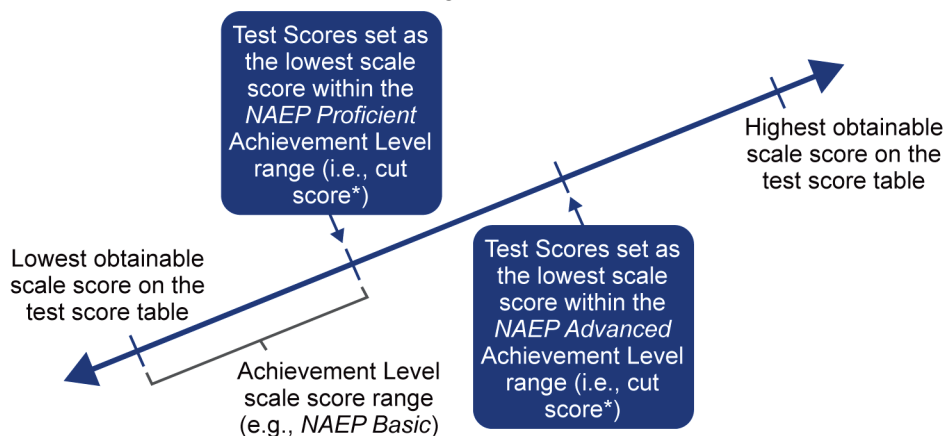 Test Scores set as
the lowest scale
score within the
NAEP Proficient
Achievement Level
range (i.e., cut
score*)
Highest obtainable
scale score on the
test score table
Lowest obtainable
scale score on the
test score table
Test Scores set as
the lowest scale
score within the
NAEP Advanced
Achievement Level
range (i.e., cut
score*)
Achievement Level
scale score range
(e.g., NAEP Basic)